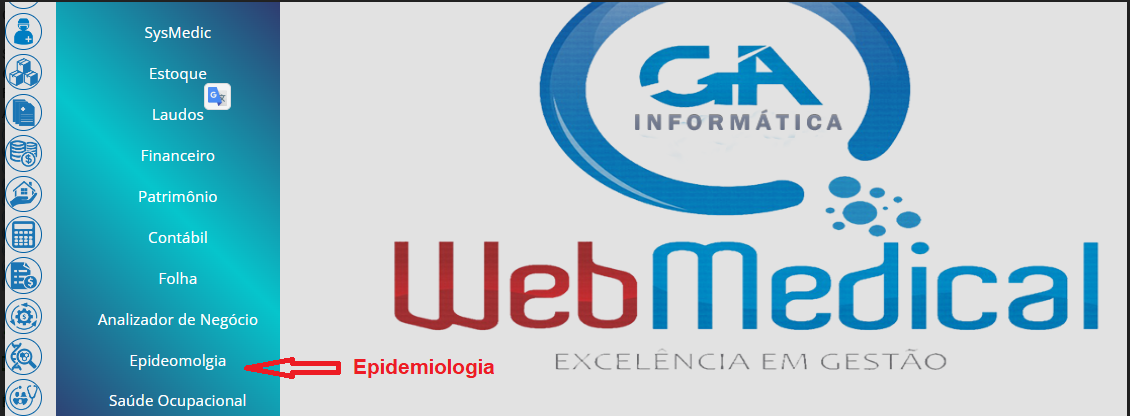 SysMedic
Estoque
Laudos
Financeiro
Patrimônio
Contábil
Folha
Analizador de Negócio
Epideomolgia
Epidemiologia
Saúde Ocupacional
GIA
INFORMÁTICA
WebMedical
EXCELÊNCIA EM GESTÃO